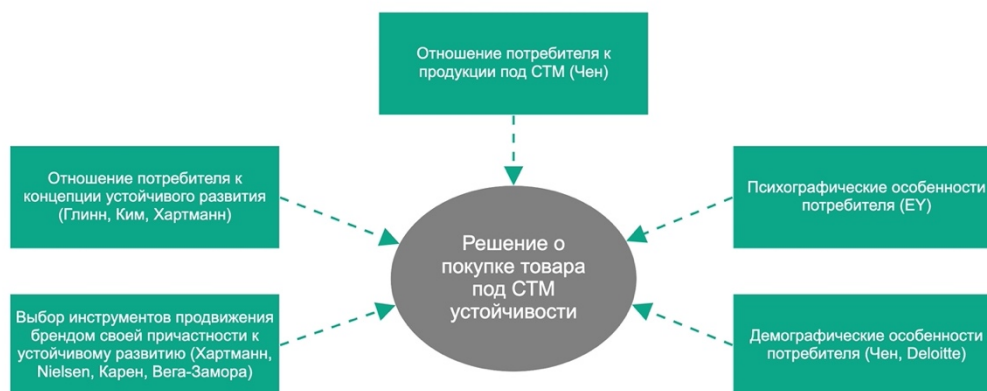 Отношение потребителя к
продукции под СТМ (Чен)
Отношение потребителя к
концепции устойчивого развития
(Глинн, Ким, Хартманн)
Психографические особенности
потребителя (EY)
Решение о
покупке товара
под СТМ
устойчивости
Выбор инструментов продвижения
брендом своей причастности к
устойчивому развитию (Хартманн,
Nielsen, Карен, Вега-Замора)
Демографические особенности
потребителя (Чен, Deloitte)